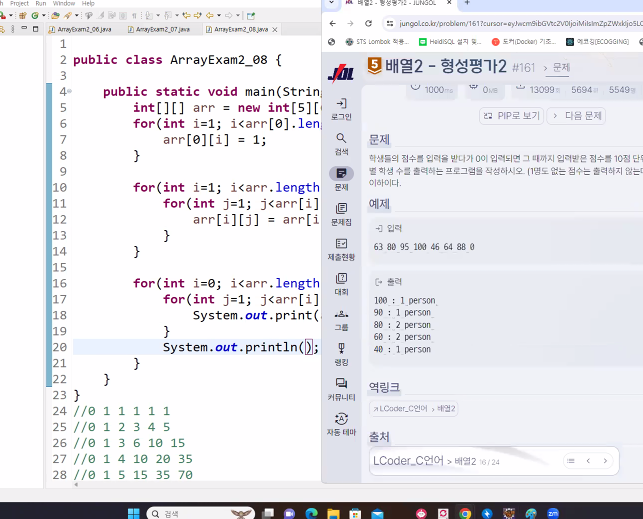 Project Run Window Help
ArrayExam2_06.java
ArrayExam2_07.java
ArrayExam2_08.java
1
2 public class ArrayExam2_08 {
3
4 public static void main(Strin
5 int[][] arr = new int[5][
6 for(int i=1; i<arr[0].len
7 arr[0][i] = 1;
8 }
9
10 for(int i=1; i<arr.length
11 for(int j=1; j<arr[i]
12 arr[i][j] = arr[i
13 }
14 }
15
16 for(int i=0; i<arr.length
17 for(int j=1; j<arr[i]
18 System.out.print(
19 }
20 System.out.println();
21 }
22 }
23 }
24 //0 1 1 1 1 1
25 //0 1 2 3 4 5
26 //0 1 3 6 10 15
27 //0 1 4 10 20 35
28 //0 1 5 15 35 70
배열2 - 형성평가2 - JUNGOL
jungol.co.kr/problem/161?cursor=
STS Lombok 적용...
HeidiSQL 설치 및...
도커(Docker) 기초...
에코깅(ECOGGING)
JOL
5 배열2 - 형성평가2 #161 > 문제
1000ms
13099
5694
5549
로그인
검색
문제
문제집
제출현황
대회
그룹
랭킹
커뮤니티
자동 테마
PIP로 보기
다음 문제
문제
학생들의 점수를 입력을 받다가 0이 입력되면 그 때까지 입력받은 점수를 10점 단위
별 학생 수를 출력하는 프로그램을 작성하시오. (1명도 없는 점수는 출력하지 않는다
이하이다.
예제
입력
63 80 95 100 46 64 88 0
출력
100 : 1 person
90 : 1 person
80 : 2 person
60 : 2 person
40 : 1 person
역링크
LCoder_C언어 > 배열2
출처
LCoder_C언어 > 배열2 16 / 24
검색
zm